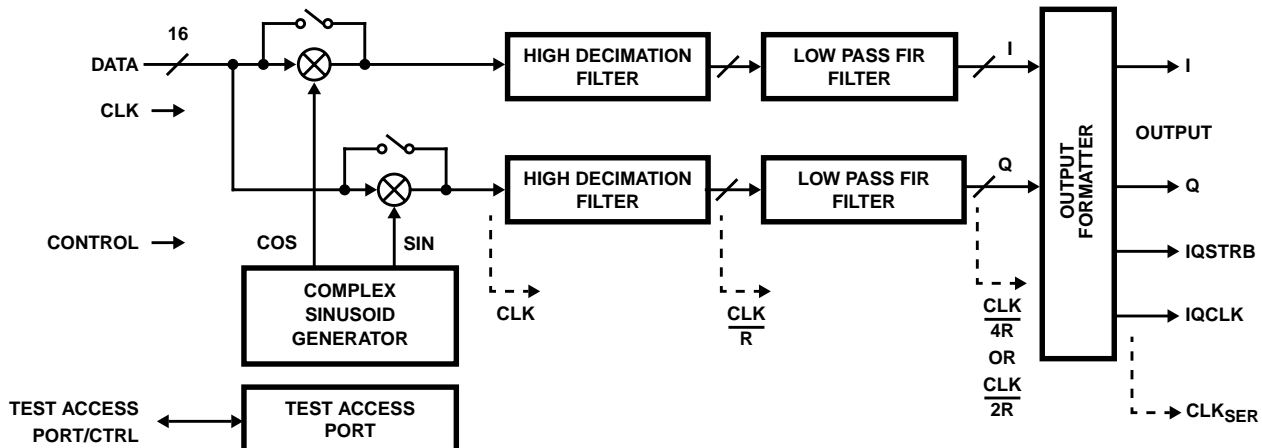 16
DATA
CLK
CONTROL
COS
SIN
COMPLEX
SINUSOID
GENERATOR
TEST ACCESS
PORT/CTRL
TEST ACCESS
PORT
HIGH DECIMATION
FILTER
LOW PASS FIR
FILTER
I
HIGH DECIMATION
FILTER
LOW PASS FIR
FILTER
Q
CLK
CLK
R
CLK
4R
OR
CLK
2R
OUTPUT
FORMATTER
I
OUTPUT
Q
IQSTRB
IQCLK
CLKSER